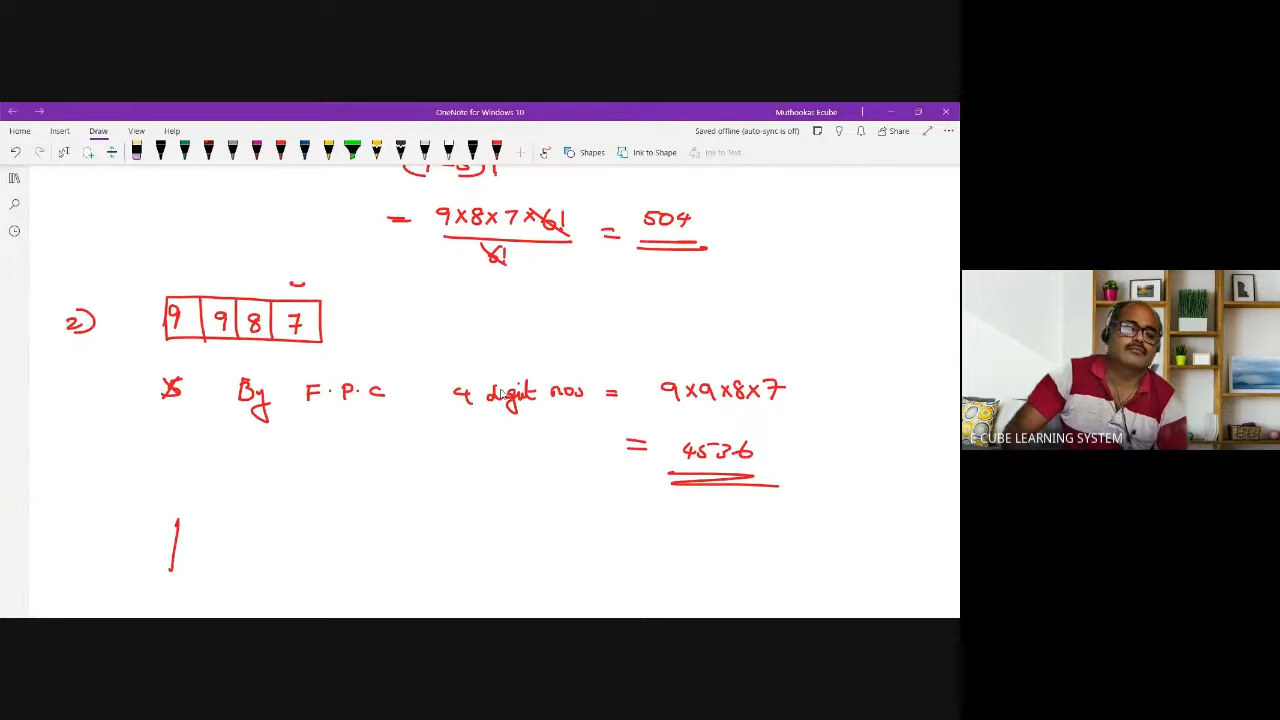 OneNote for Windows 10
Muthookas Ecube
Home Insert Draw View Help
Saved offline (auto-sync is off) Share
Shapes Ink to Shape Ink to Text
= 9×8×7×6! / 6! = 504
2) 9 9 8 7
By F.P.C 4 digit nos = 9×9×8×7
= 4536
E CUBE LEARNING SYSTEM